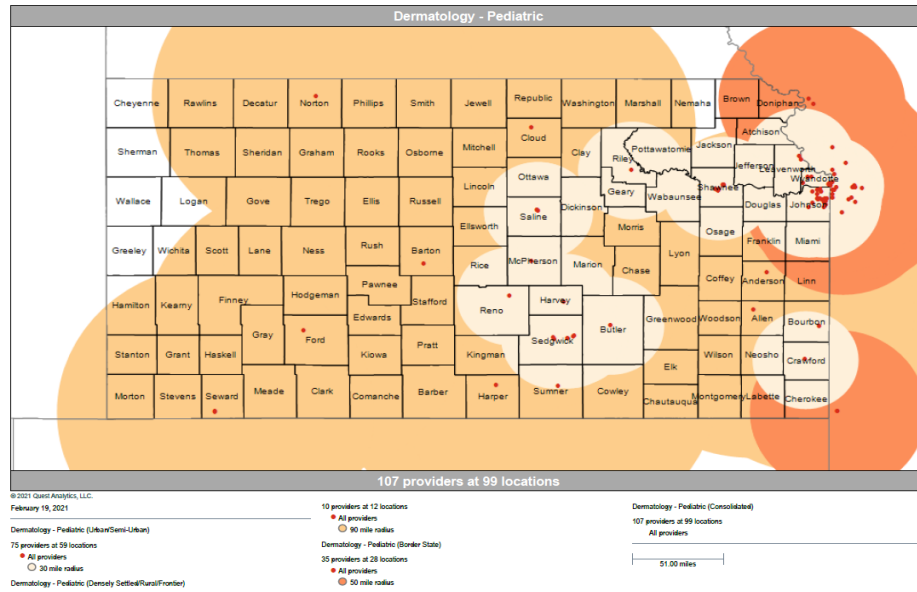 Dermatology - Pediatric
Cheyenne Rawlins Decatur Norton Phillips Smith Jewell Republic Washington Marshall Nemaha Brown Doniphan
Atchison
Cloud
Sherman Thomas Sheridan Graham Rooks Osborne Mitchell Clay Riley Pottawatomie Jackson
Jefferson Leavenworth
Ottawa Wyandotte
Lincoln Geary Wabaunsee Shawnee
Wallace Logan Gove Trego Ellis Russell Saline Dickinson Douglas Johnson
Ellsworth Morris Osage
Greeley Wichita Scott Lane Ness Rush Barton Rice McPherson Marion Chase Lyon Franklin Miami
Pawnee
Hamilton Kearny Finney Hodgeman Stafford Reno Harvey Coffey Anderson Linn
Gray Ford Edwards Butler Greenwood Woodson Allen Bourbon
Stanton Grant Haskell Kiowa Pratt Kingman Sedgwick Elk Wilson Neosho Crawford
Morton Stevens Seward Meade Clark Comanche Barber Harper Sumner Cowley Chautauqua Montgomery Labette Cherokee
107 providers at 99 locations
© 2021 Quest Analytics, LLC.
February 19, 2021
Dermatology - Pediatric (Urban/Semi-Urban)
75 providers at 59 locations
All providers
30 mile radius
Dermatology - Pediatric (Densely Settled/Rural/Frontier)
10 providers at 12 locations
All providers
90 mile radius
Dermatology - Pediatric (Border State)
35 providers at 28 locations
All providers
50 mile radius
Dermatology - Pediatric (Consolidated)
107 providers at 99 locations
All providers
51.00 miles